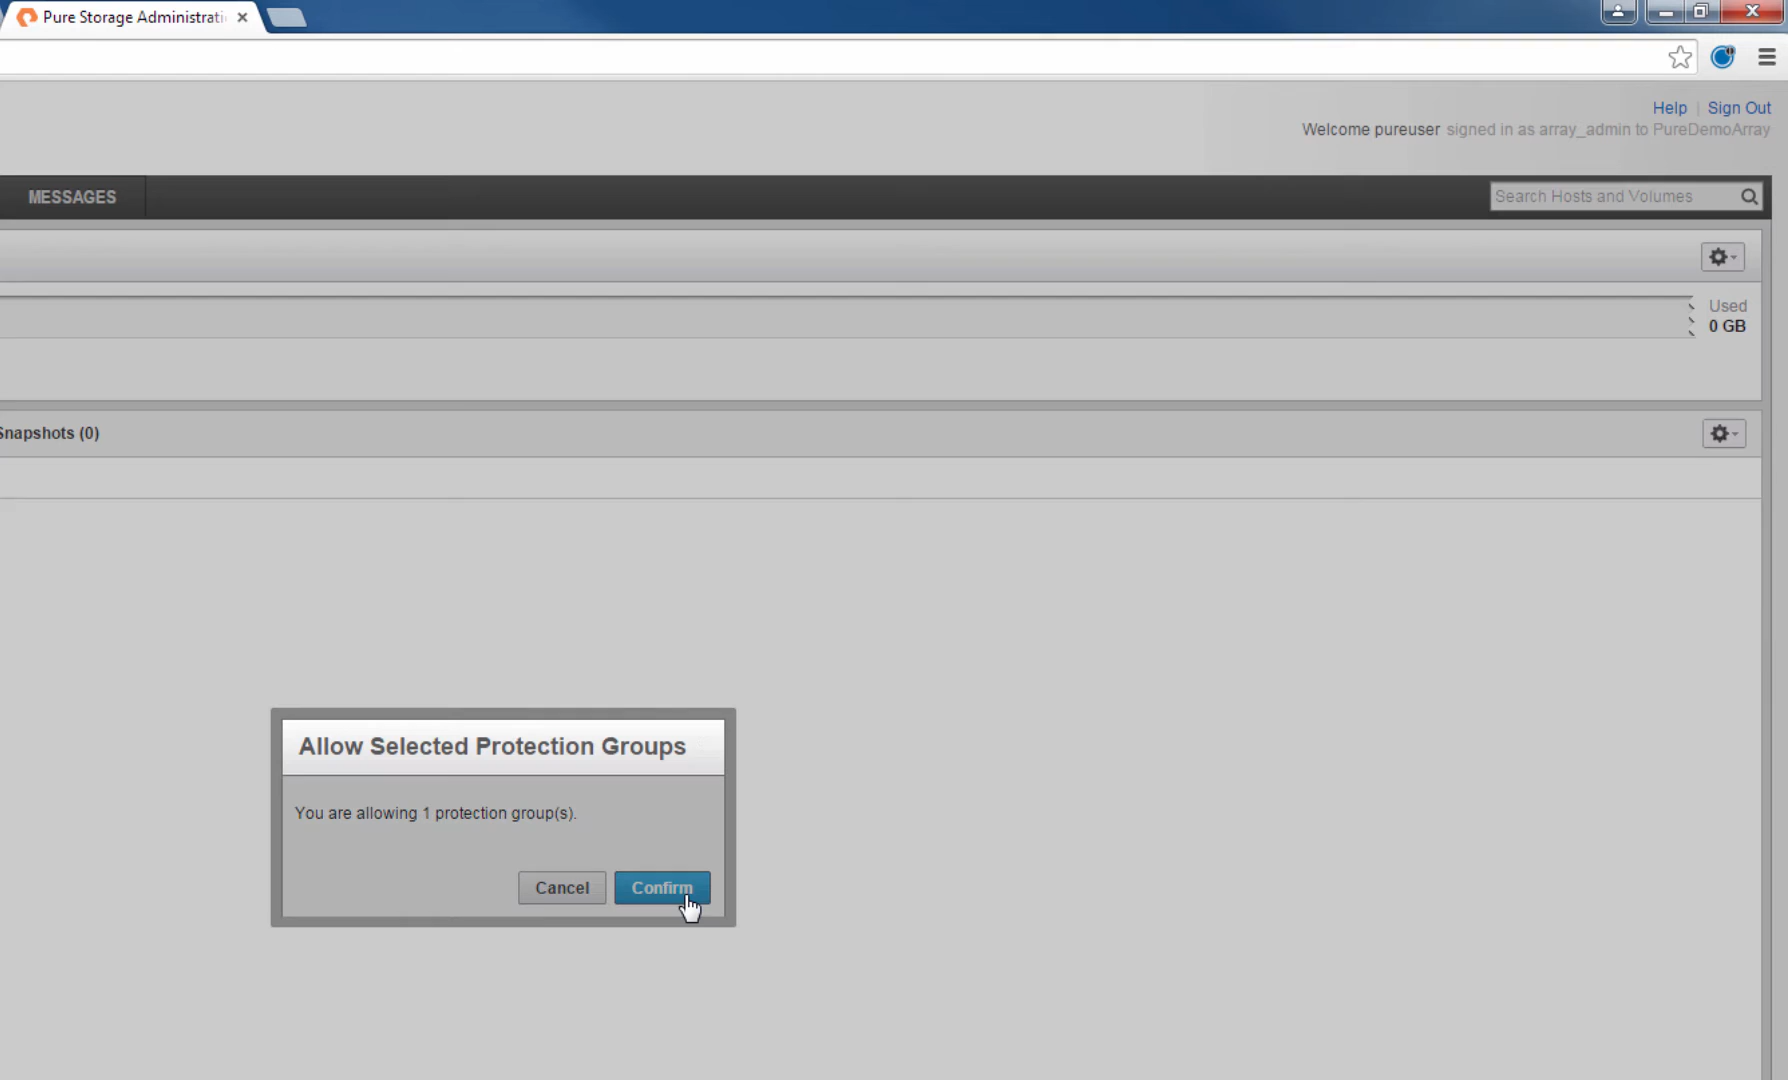 Pure Storage Administrati
Help | Sign Out
Welcome pureuser signed in as array_admin to PureDemoArray
MESSAGES
Search Hosts and Volumes
Used
0 GB
Snapshots (0)
Allow Selected Protection Groups
You are allowing 1 protection group(s).
Cancel Confirm